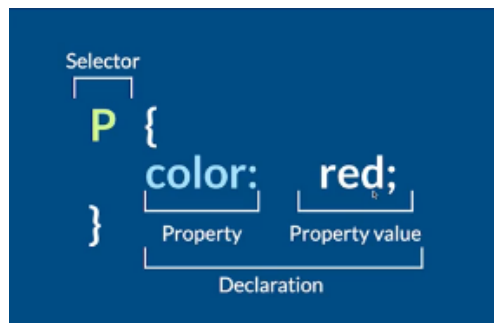 Selector
P {
color: red;
}
Property Property value
Declaration